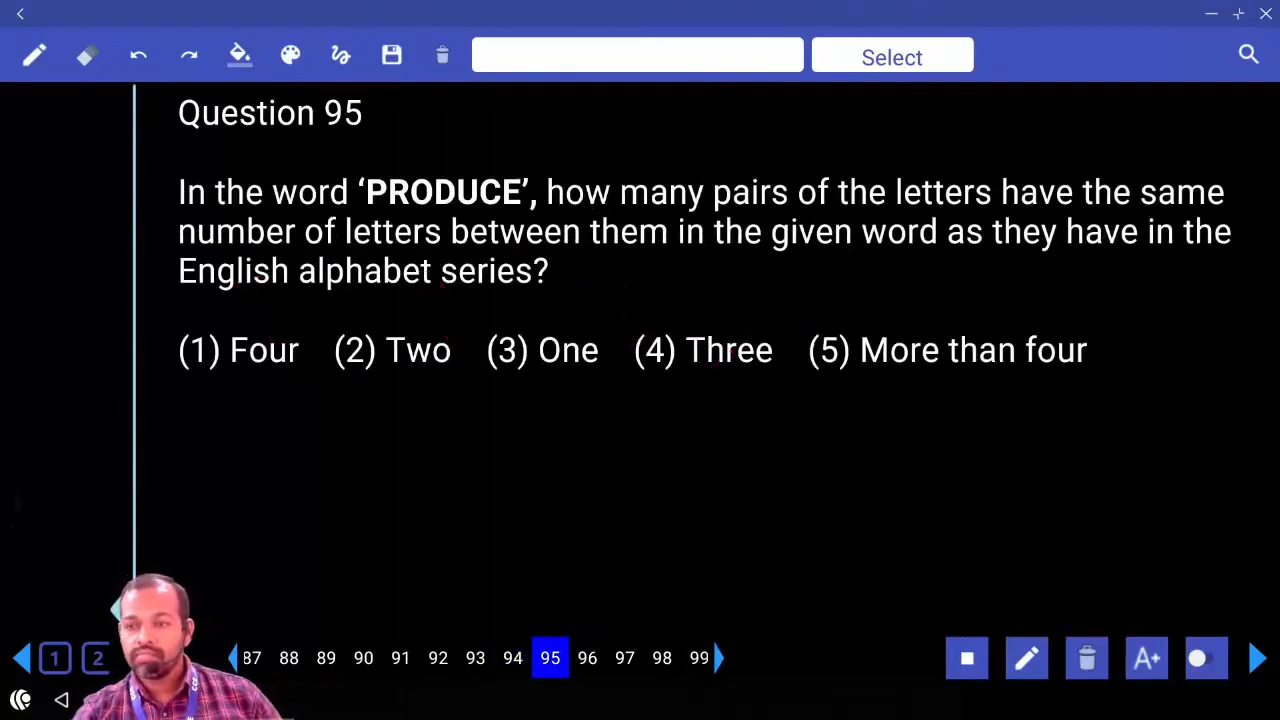 Select
Question 95
In the word ‘PRODUCE’, how many pairs of the letters have the same
number of letters between them in the given word as they have in the
English alphabet series?
(1) Four (2) Two (3) One (4) Three (5) More than four
1 2 87 88 89 90 91 92 93 94 95 96 97 98 99 A+